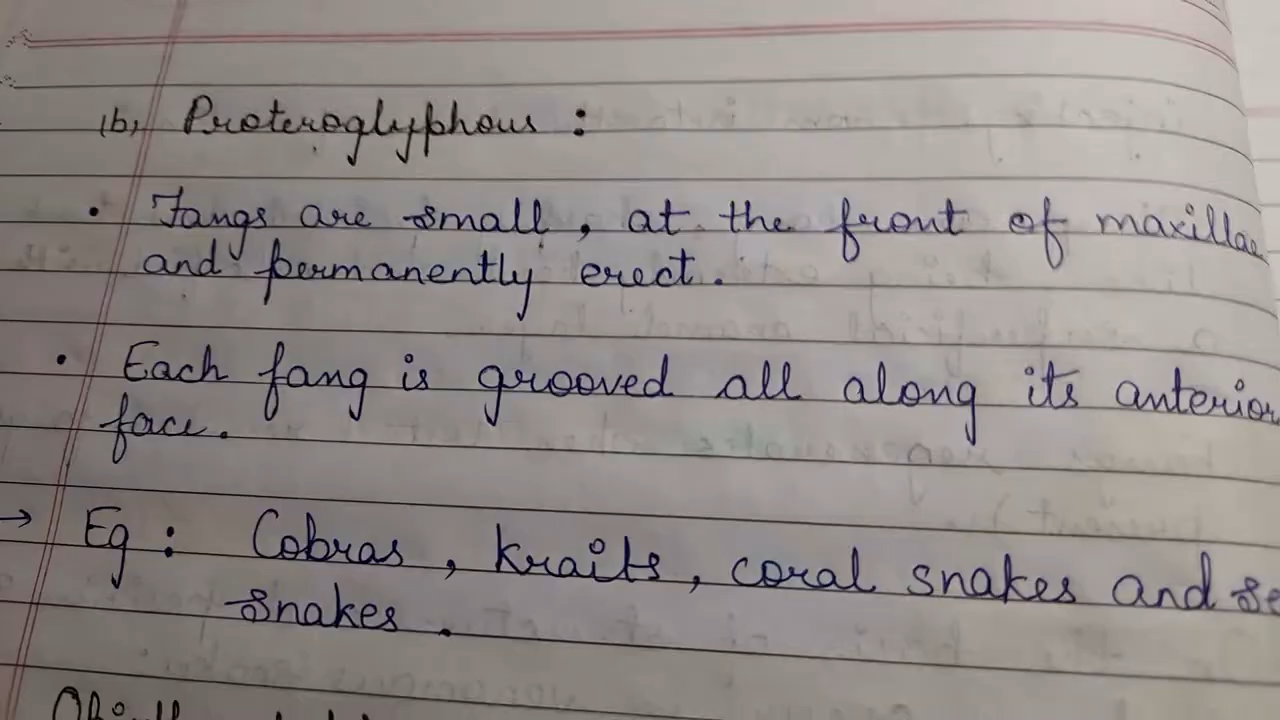 (b) Proteroglyphous :
• Fangs are small, at the front of maxillae
and permanently erect.
• Each fang is grooved all along its anterior
face.
→ Eg : Cobras, kraits, coral snakes and se
snakes.